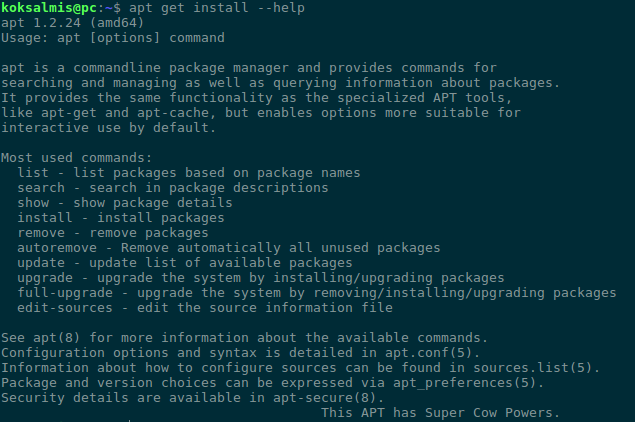 koksalmis@pc:~$ apt get install --help
apt 1.2.24 (amd64)
Usage: apt [options] command

apt is a commandline package manager and provides commands for
searching and managing as well as querying information about packages.
It provides the same functionality as the specialized APT tools,
like apt-get and apt-cache, but enables options more suitable for
interactive use by default.

Most used commands:
  list - list packages based on package names
  search - search in package descriptions
  show - show package details
  install - install packages
  remove - remove packages
  autoremove - Remove automatically all unused packages
  update - update list of available packages
  upgrade - upgrade the system by installing/upgrading packages
  full-upgrade - upgrade the system by removing/installing/upgrading packages
  edit-sources - edit the source information file

See apt(8) for more information about the available commands.
Configuration options and syntax is detailed in apt.conf(5).
Information about how to configure sources can be found in sources.list(5).
Package and version choices can be expressed via apt_preferences(5).
Security details are available in apt-secure(8).
                                        This APT has Super Cow Powers.